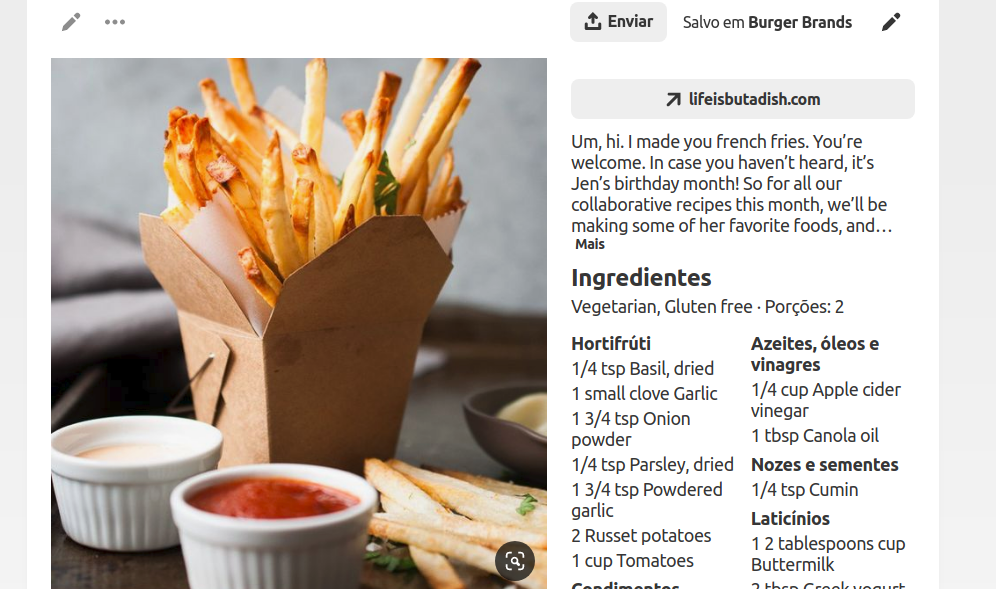 Enviar
Salvo em Burger Brands
lifeisbutadish.com
Um, hi. I made you french fries. You’re
welcome. In case you haven’t heard, it’s
Jen’s birthday month! So for all our
collaborative recipes this month, we’ll be
making some of her favorite foods, and…
Mais
Ingredientes
Vegetarian, Gluten free · Porções: 2
Hortifrúti
1/4 tsp Basil, dried
1 small clove Garlic
1 3/4 tsp Onion
powder
1/4 tsp Parsley, dried
1 3/4 tsp Powdered
garlic
2 Russet potatoes
1 cup Tomatoes
Condimentos
Azeites, óleos e
vinagres
1/4 cup Apple cider
vinegar
1 tbsp Canola oil
Nozes e sementes
1/4 tsp Cumin
Laticínios
1 2 tablespoons cup
Buttermilk
2 tbsp Greek yogurt